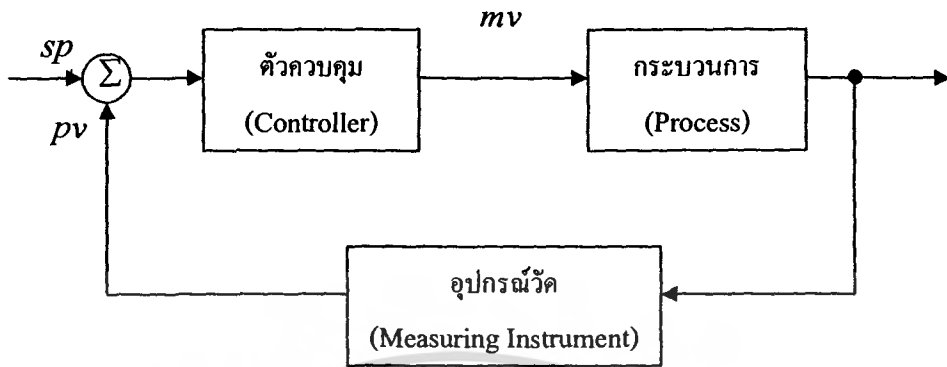 mv
sp
Σ
pv
ตัวควบคุม
(Controller)
กระบวนการ
(Process)
อุปกรณ์วัด
(Measuring Instrument)